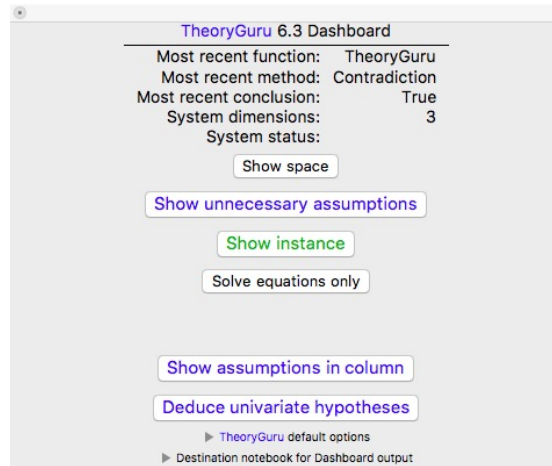 TheoryGuru 6.3 Dashboard
Most recent function: TheoryGuru
Most recent method: Contradiction
Most recent conclusion: True
System dimensions: 3
System status:
Show space
Show unnecessary assumptions
Show instance
Solve equations only
Show assumptions in column
Deduce univariate hypotheses
TheoryGuru default options
Destination notebook for Dashboard output